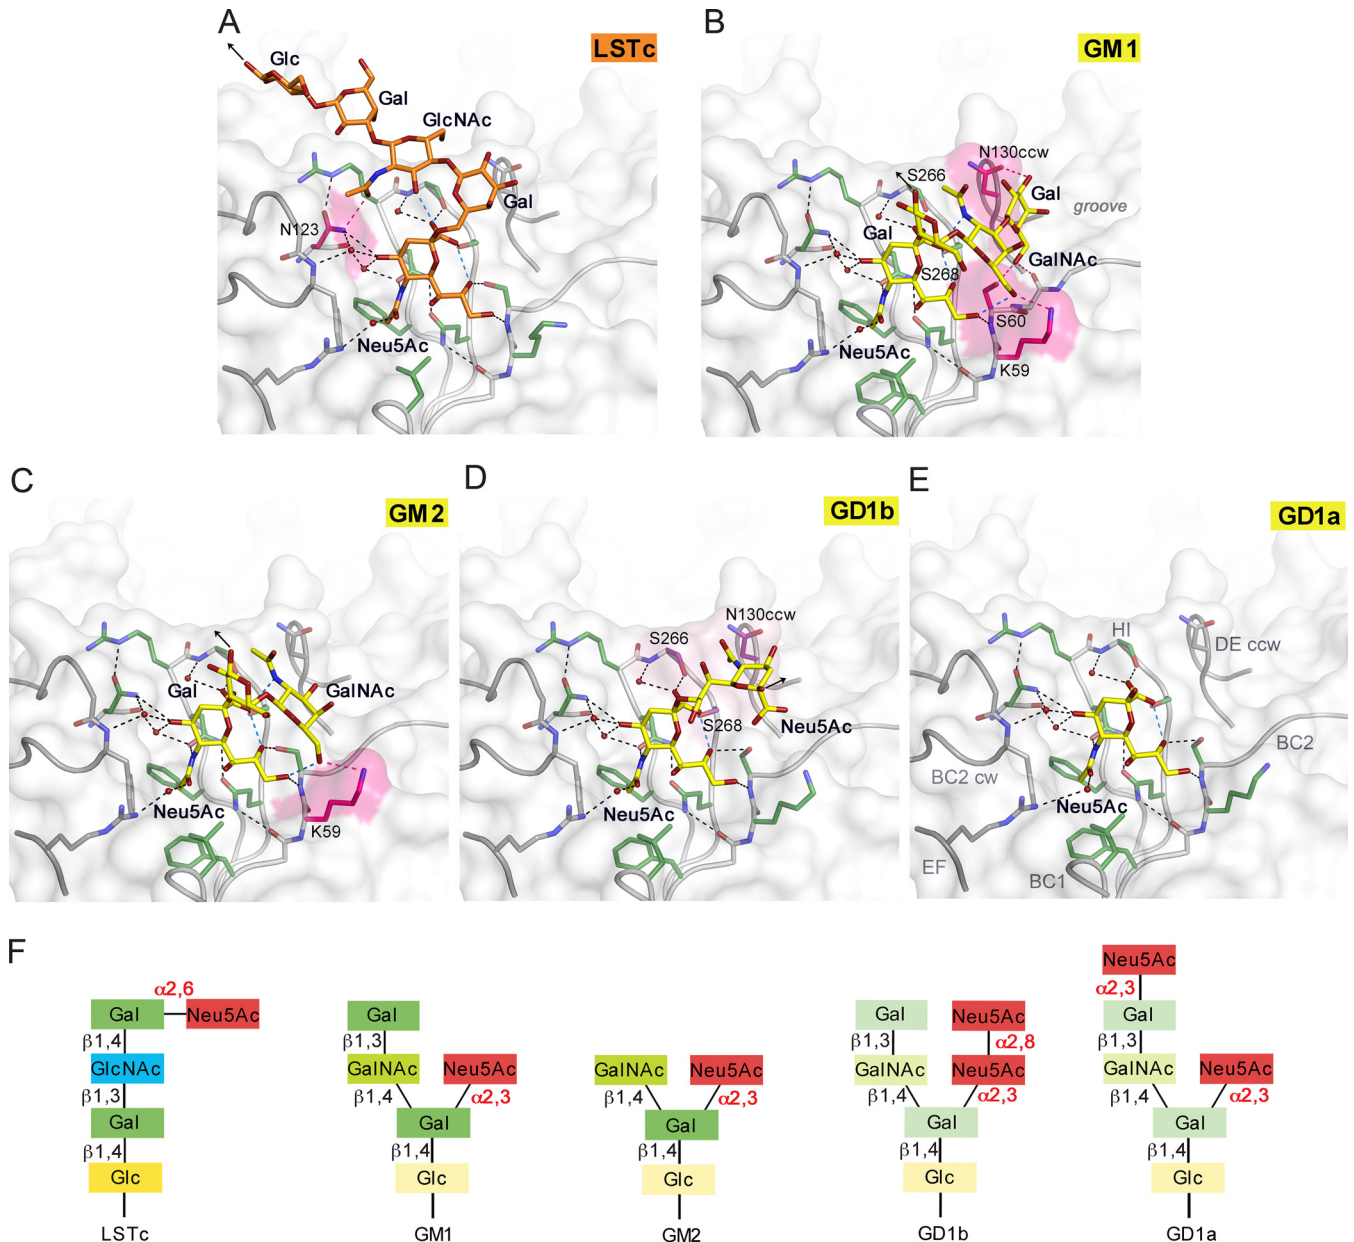 A
LSTc
Glc
Gal
GlcNAc
Gal
N123
Neu5Ac
B
GM1
N130ccw
S266
Gal
groove
Gal
GalNAc
S268
S60
Neu5Ac
K59
C
GM2
Gal
GalNAc
Neu5Ac
K59
D
GD1b
N130ccw
S266
S268
Neu5Ac
Neu5Ac
E
GD1a
HI
DE ccw
BC2
BC2 cw
Neu5Ac
EF
BC1
F
α2,6
Gal
Neu5Ac
β1,4
GlcNAc
β1,3
Gal
β1,4
Glc
LSTc
Gal
β1,3
GalNAc
Neu5Ac
β1,4
α2,3
Gal
β1,4
Glc
GM1
GalNAc
Neu5Ac
β1,4
α2,3
Gal
β1,4
Glc
GM2
Gal
Neu5Ac
β1,3
α2,8
GalNAc
Neu5Ac
β1,4
α2,3
Gal
β1,4
Glc
GD1b
Neu5Ac
α2,3
Gal
β1,3
GalNAc
Neu5Ac
β1,4
α2,3
Gal
β1,4
Glc
GD1a